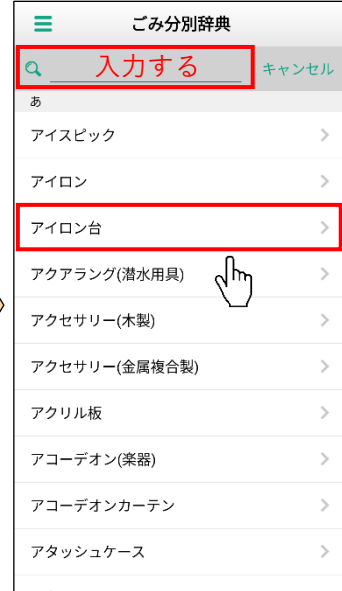 ごみ分別辞典
入力する キャンセル
あ
アイスピック
アイロン
アイロン台
アクアラング(潜水用具)
アクセサリー(木製)
アクセサリー(金属複合製)
アクリル板
アコーデオン(楽器)
アコーデオンカーテン
アタッシュケース